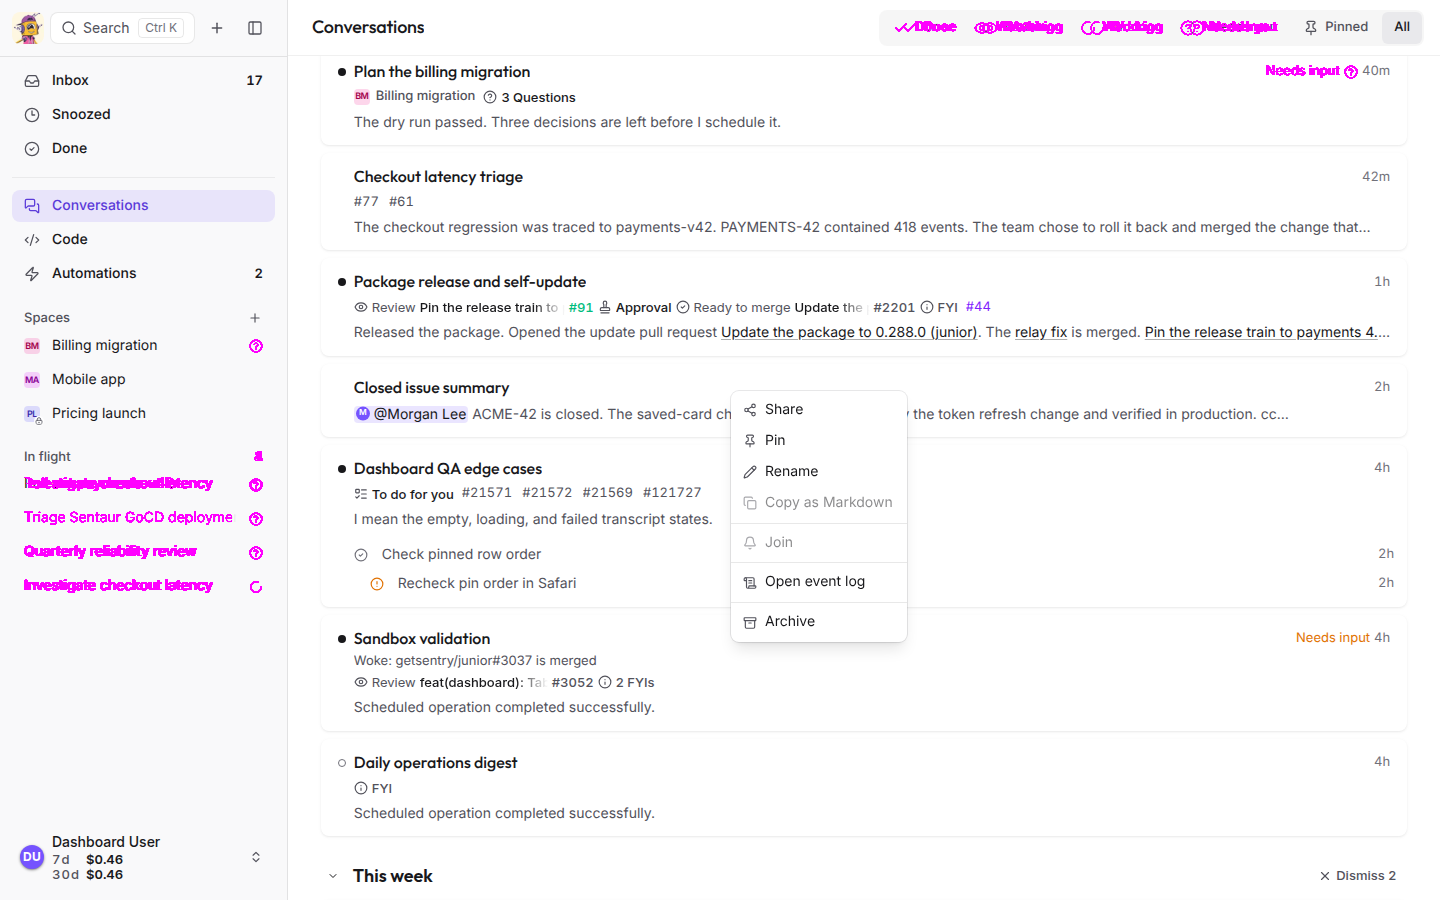 Search Ctrl K
Inbox 17
Snoozed
Done
Conversations
Code
Automations 2
Spaces
BM Billing migration
MA Mobile app
PL Pricing launch
In flight
Triage Sentaur GoCD deployme
Quarterly reliability review
Investigate checkout latency
DU Dashboard User
7d $0.46
30d $0.46
Conversations
Done Working Needs input Pinned All
Plan the billing migration Needs input 40m
BM Billing migration 3 Questions
The dry run passed. Three decisions are left before I schedule it.
Checkout latency triage 42m
#77 #61
The checkout regression was traced to payments-v42. PAYMENTS-42 contained 418 events. The team chose to roll it back and merged the change that...
Package release and self-update 1h
Review Pin the release train to #91 Approval Ready to merge Update the #2201 FYI #44
Released the package. Opened the update pull request Update the package to 0.288.0 (junior). The relay fix is merged. Pin the release train to payments 4....
Closed issue summary 2h
M @Morgan Lee ACME-42 is closed. The saved-card ch y the token refresh change and verified in production. cc...
Share
Pin
Rename
Copy as Markdown
Join
Open event log
Archive
Dashboard QA edge cases 4h
To do for you #21571 #21572 #21569 #121727
I mean the empty, loading, and failed transcript states.
Check pinned row order 2h
Recheck pin order in Safari 2h
Sandbox validation Needs input 4h
Woke: getsentry/junior#3037 is merged
Review feat(dashboard): Tal #3052 2 FYIs
Scheduled operation completed successfully.
Daily operations digest 4h
FYI
Scheduled operation completed successfully.
This week Dismiss 2